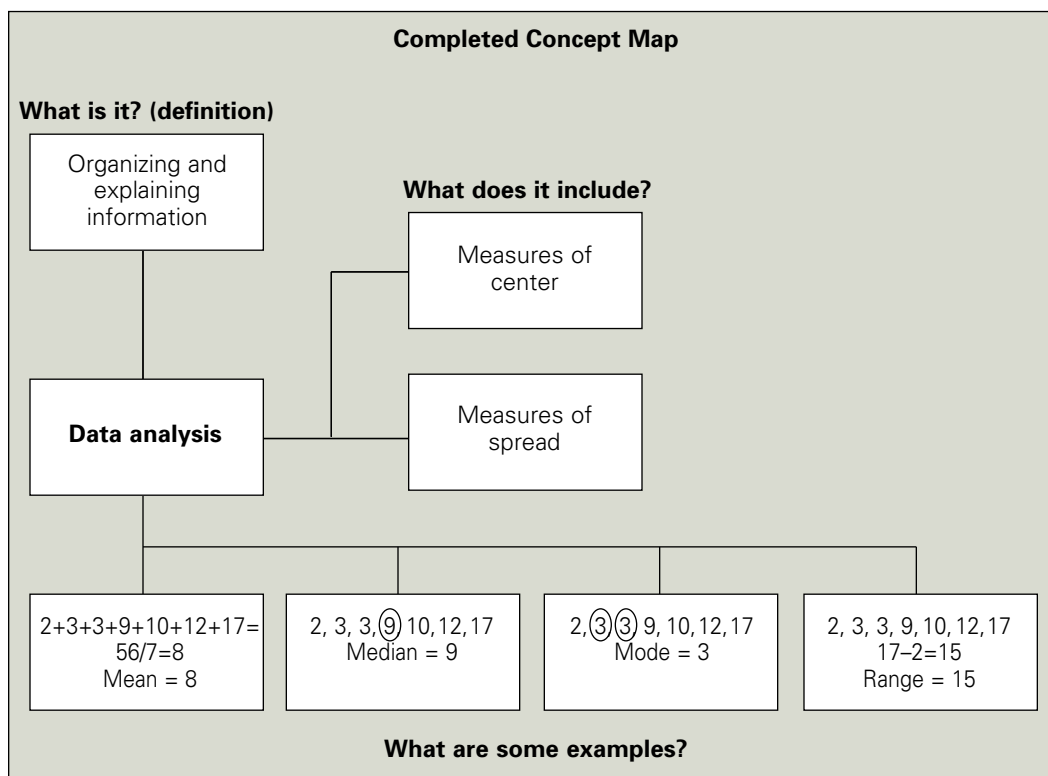 Completed Concept Map
What is it? (definition)
Organizing and
explaining
information
What does it include?
Measures of
center
Data analysis
Measures of
spread
2+3+3+9+10+12+17=
56/7=8
Mean = 8
2, 3, 3, 9, 10, 12, 17
Median = 9
2, 3, 3, 9, 10, 12, 17
Mode = 3
2, 3, 3, 9, 10, 12, 17
17–2=15
Range = 15
What are some examples?